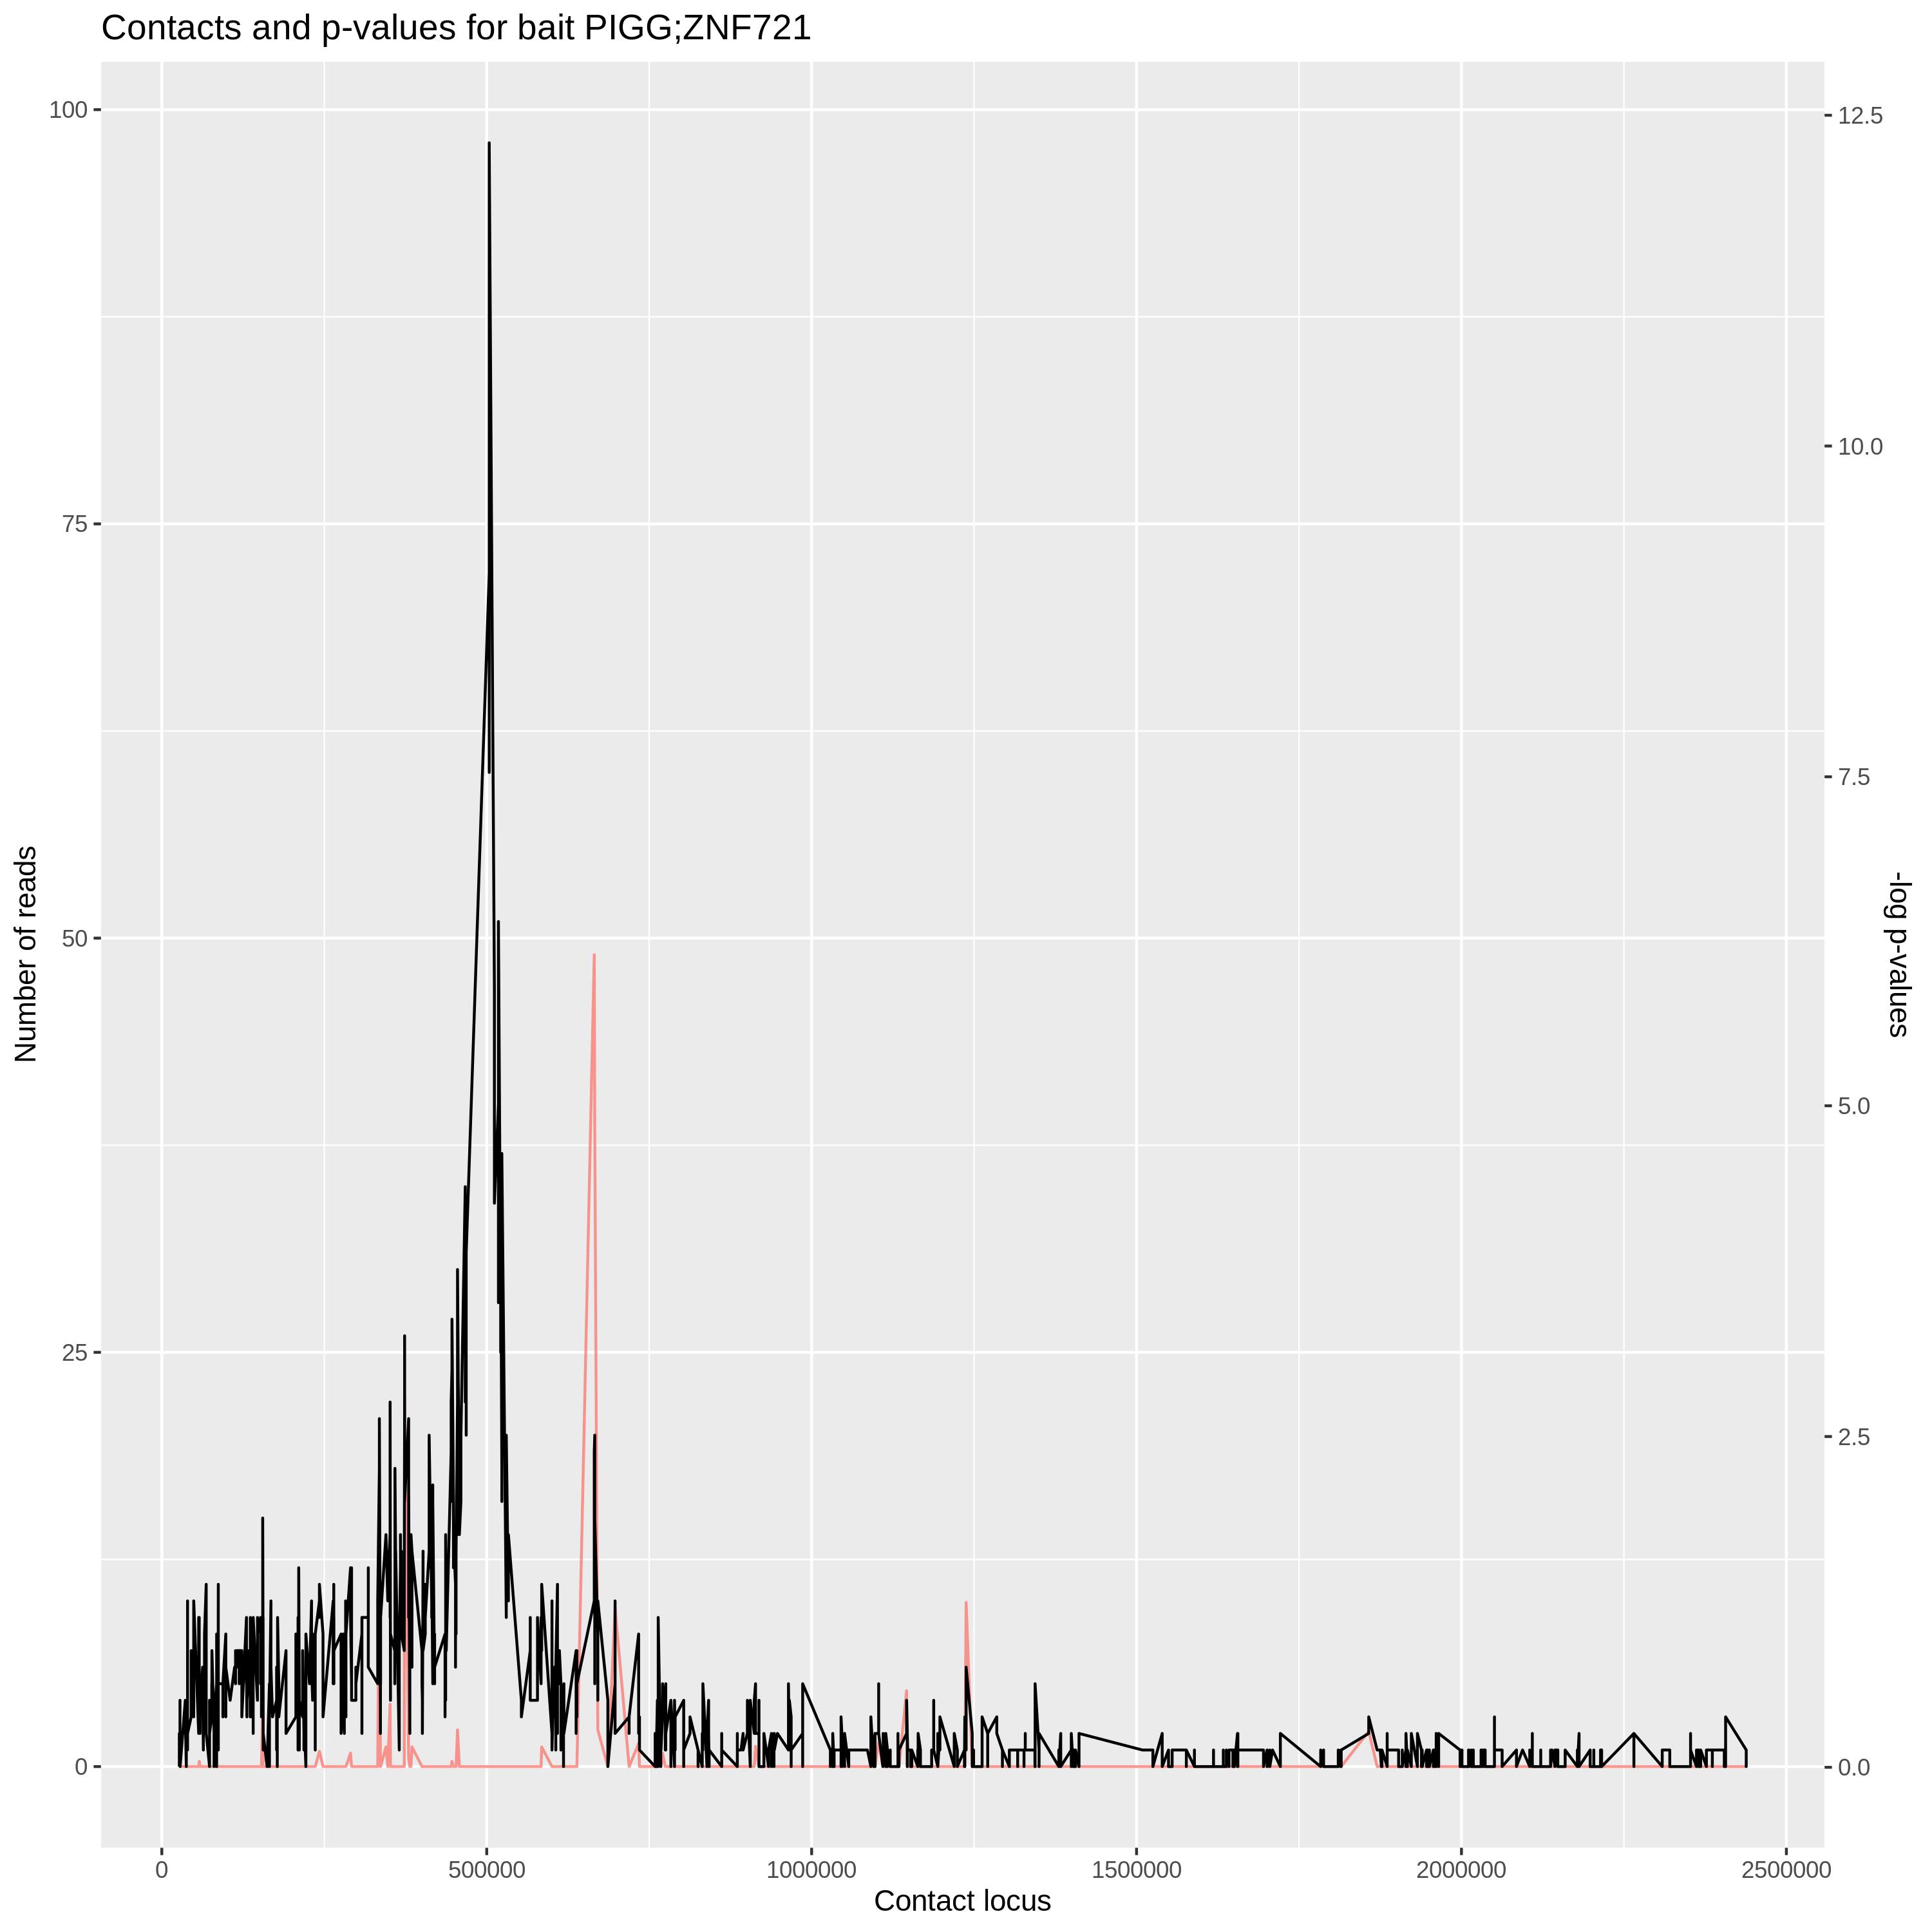 Contacts and p-values for bait PIGG;ZNF721
100
75
50
25
0
Number of reads
12.5
10.0
7.5
5.0
2.5
0.0
-log p-values
0 500000 1000000 1500000 2000000 2500000
Contact locus